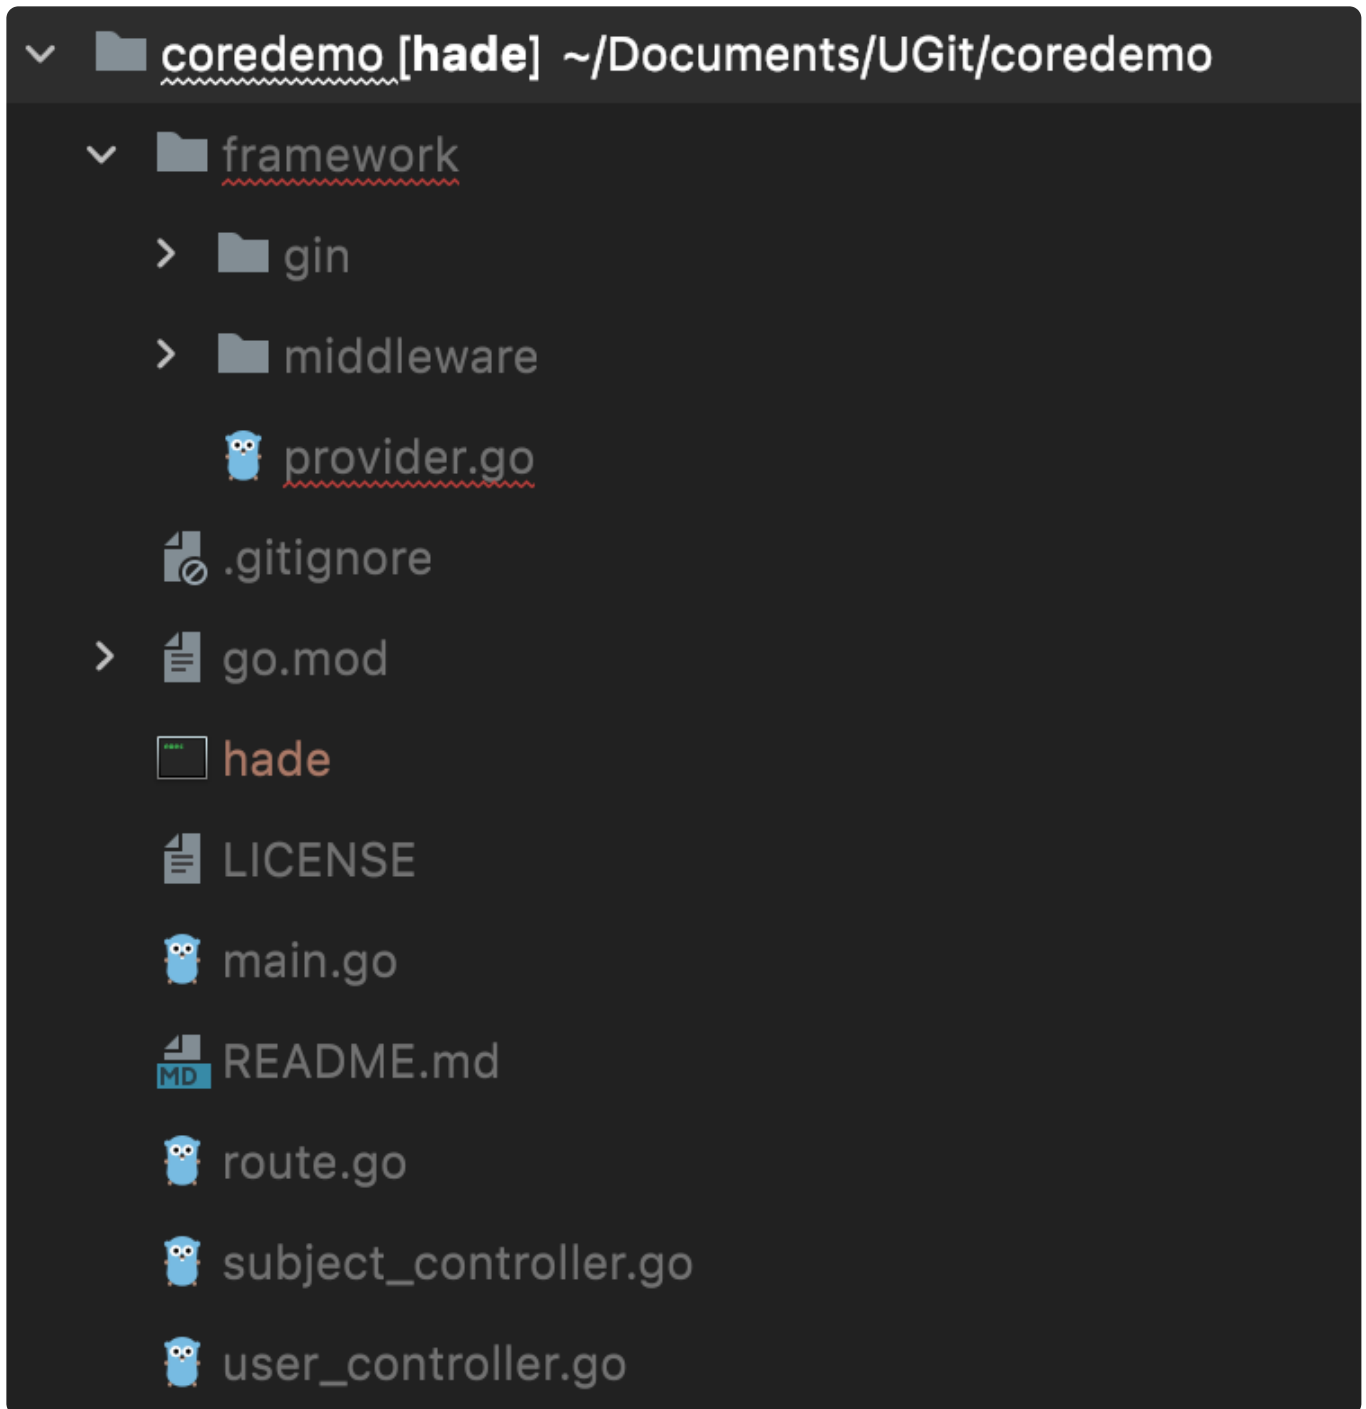 coredemo [hade] ~/Documents/UGit/coredemo
framework
gin
middleware
provider.go
.gitignore
go.mod
hade
LICENSE
main.go
MD README.md
route.go
subject_controller.go
user_controller.go